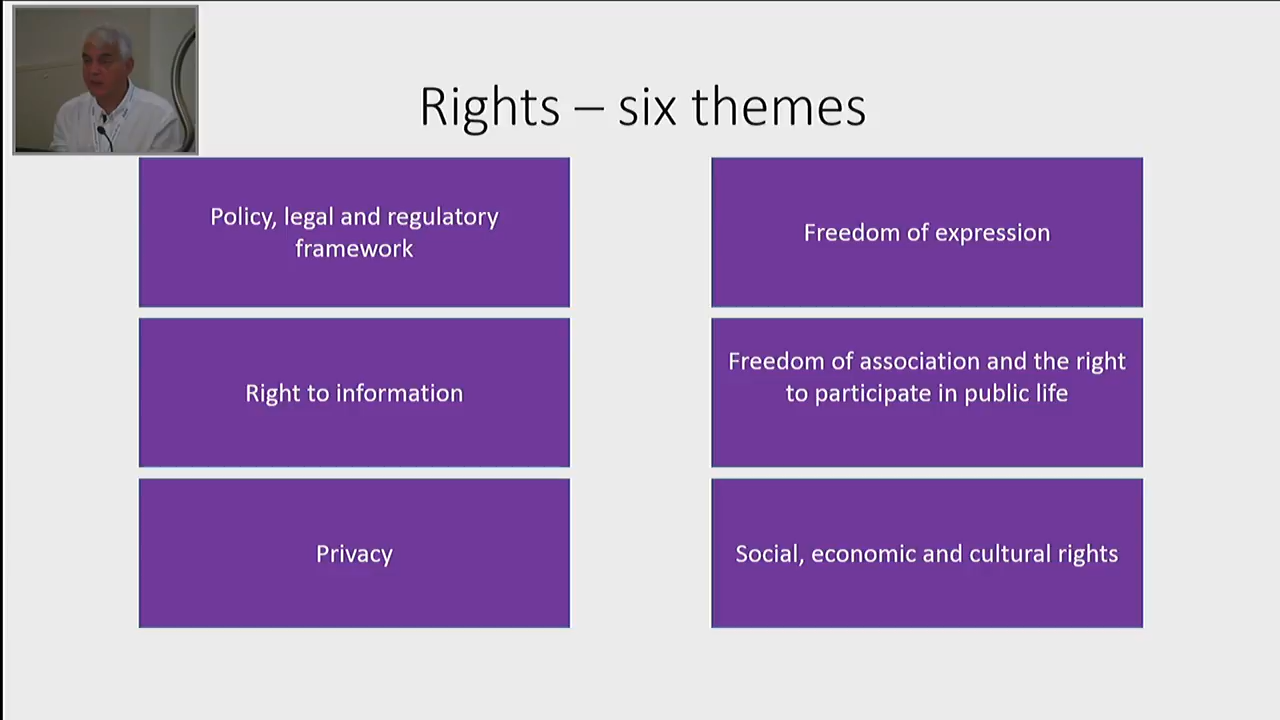 Rights – six themes
Policy, legal and regulatory
framework
Freedom of expression
Right to information
Freedom of association and the right
to participate in public life
Privacy
Social, economic and cultural rights